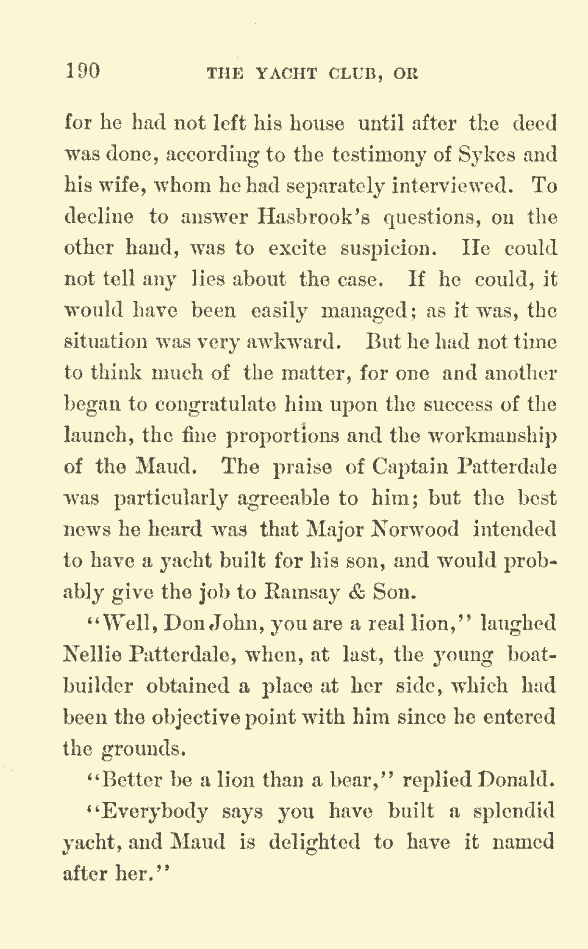 190 THE YACHT CLUB, OR
for he had not left his house until after the deed
was done, according to the testimony of Sykes and
his wife, whom he had separately interviewed. To
decline to answer Hasbrook's questions, on the
other hand, was to excite suspicion. He could
not tell any lies about the case. If he could, it
would have been easily managed; as it was, the
situation was very awkward. But he had not time
to think much of the matter, for one and another
began to congratulate him upon the success of the
launch, the fine proportions and the workmanship
of the Maud. The praise of Captain Patterdale
was particularly agreeable to him; but the best
news he heard was that Major Norwood intended
to have a yacht built for his son, and would prob-
ably give the job to Ramsay & Son.
"Well, Don John, you are a real lion," laughed
Nellie Patterdale, when, at last, the young boat-
builder obtained a place at her side, which had
been the objective point with him since he entered
the grounds.
"Better be a lion than a bear," replied Donald.
"Everybody says you have built a splendid
yacht, and Maud is delighted to have it named
after her."